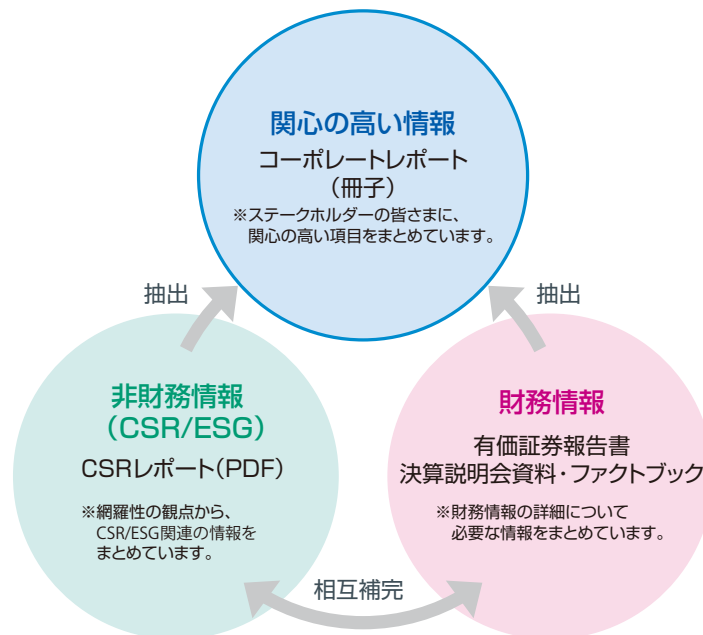 関心の高い情報
コーポレートレポート
（冊子）
※ステークホルダーの皆さまに、
関心の高い項目をまとめています。
抽出
抽出
非財務情報
（CSR/ESG）
CSRレポート（PDF）
※網羅性の観点から、
CSR/ESG関連の情報を
まとめています。
財務情報
有価証券報告書
決算説明会資料・ファクトブック
※財務情報の詳細について
必要な情報をまとめています。
相互補完